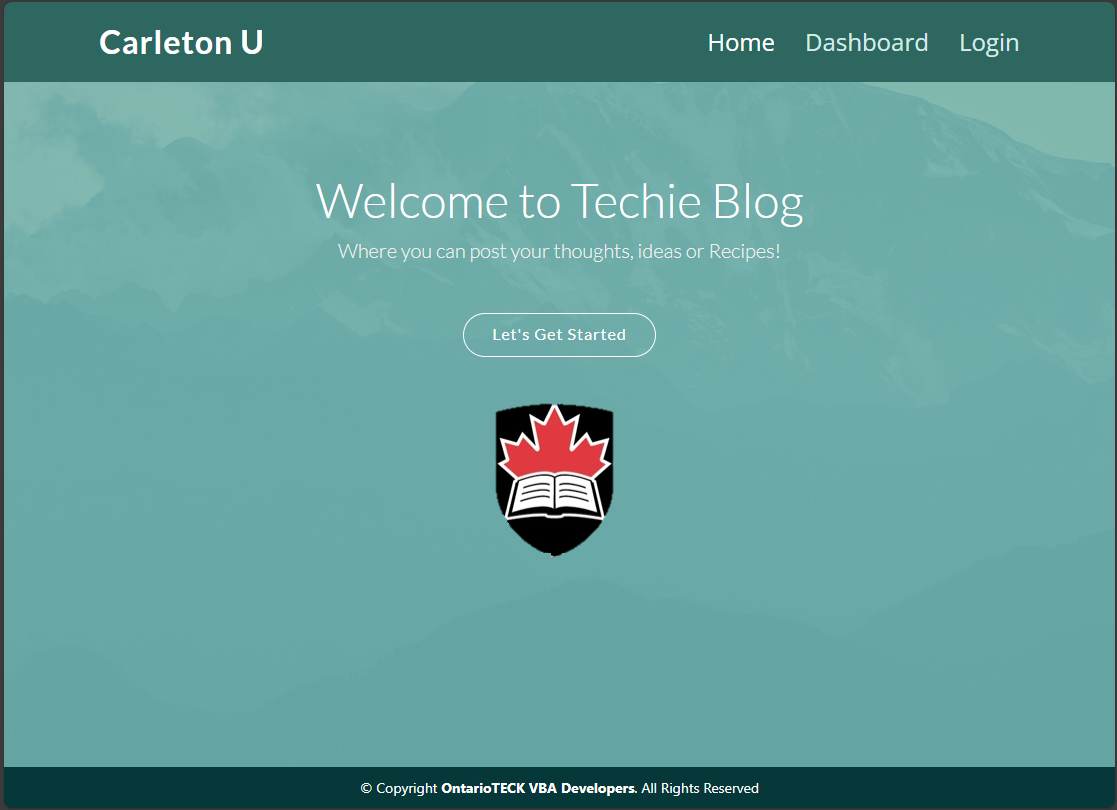 Carleton U
Home Dashboard Login
Welcome to Techie Blog
Where you can post your thoughts, ideas or Recipes!
Let's Get Started
© Copyright OntarioTECK VBA Developers. All Rights Reserved